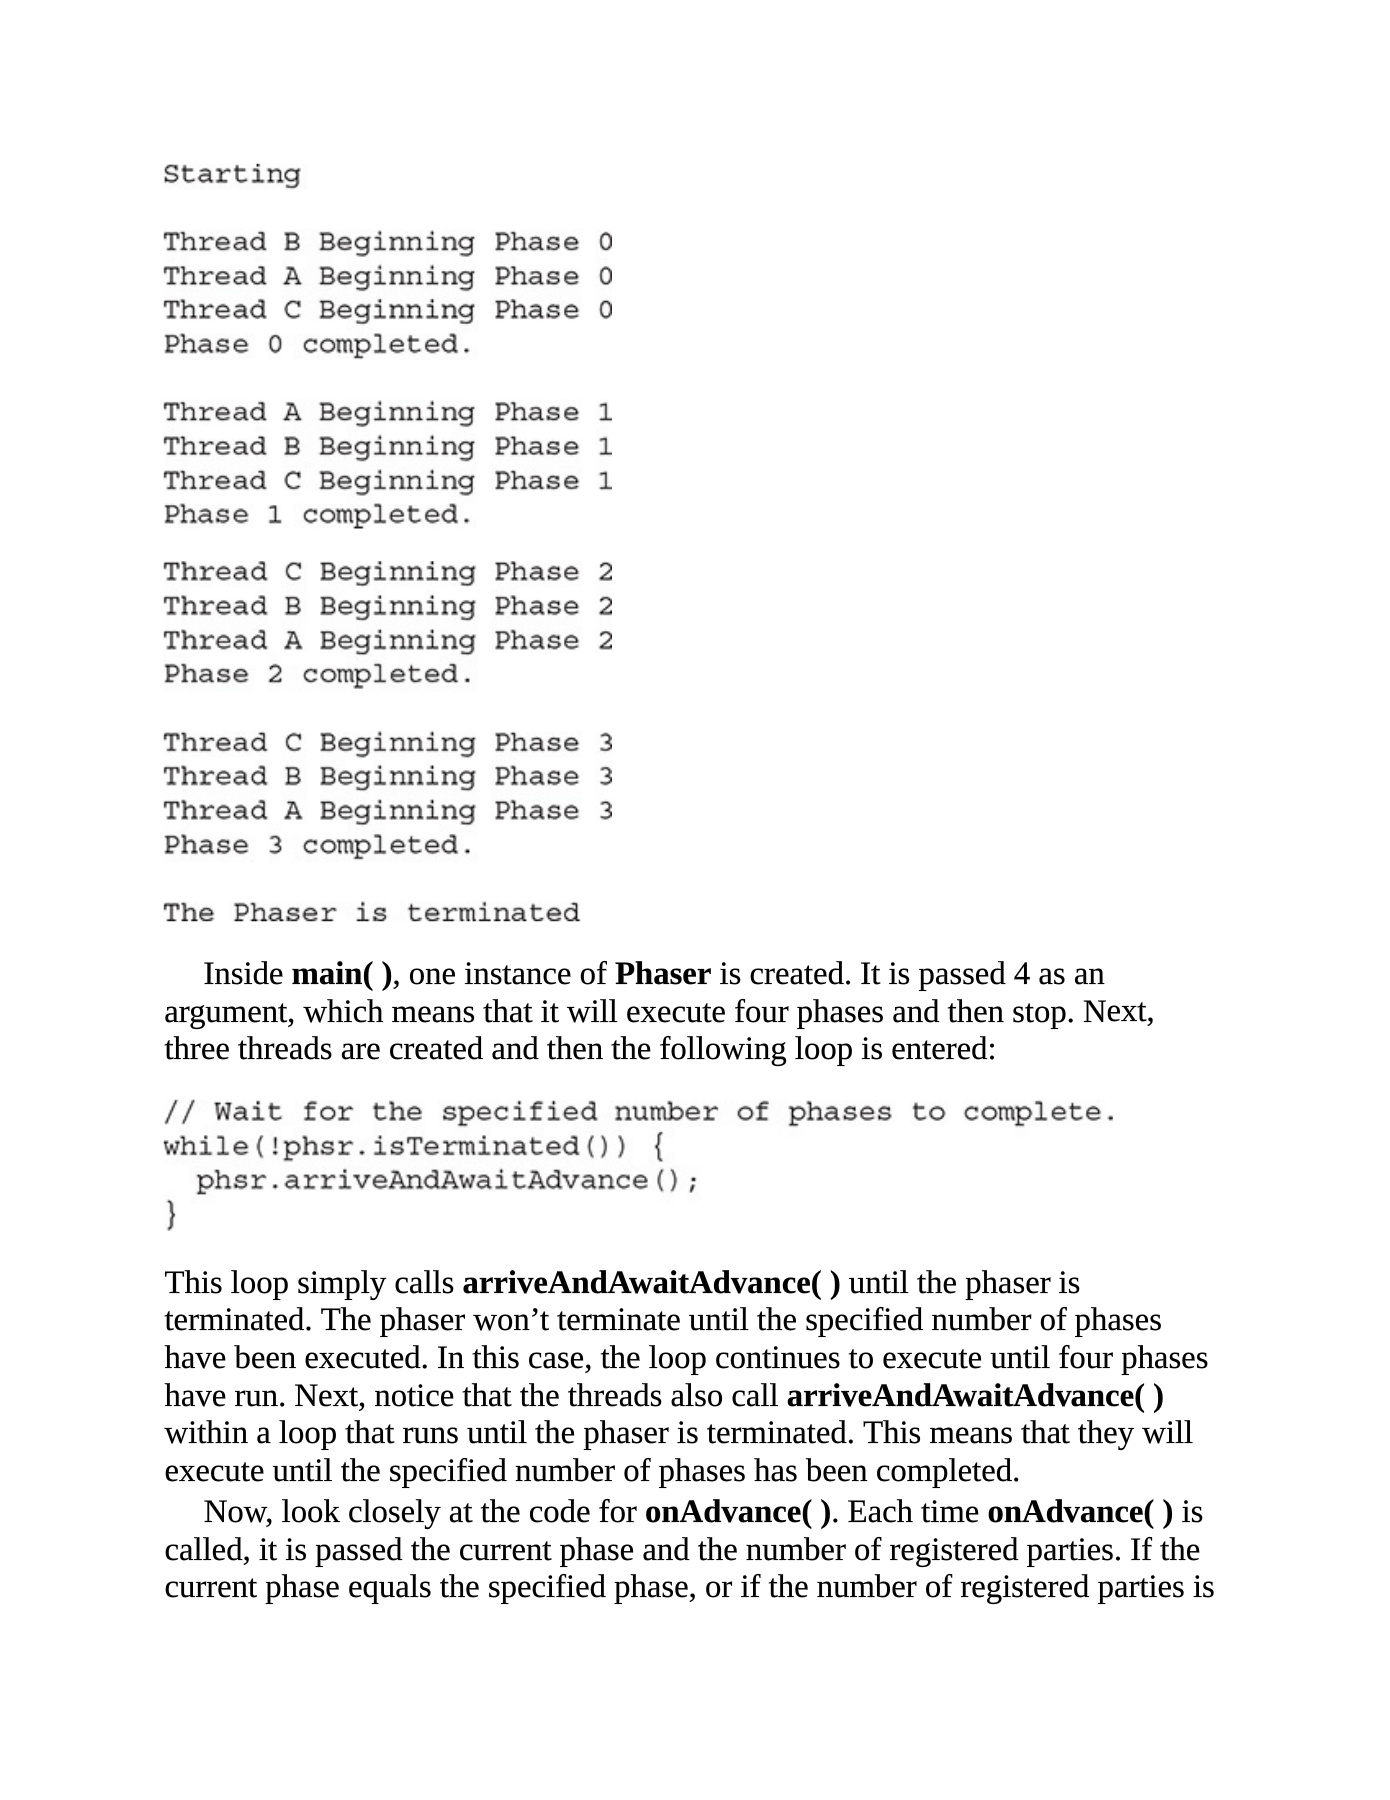 Starting
Thread B Beginning Phase 0
Thread A Beginning Phase 0
Thread C Beginning Phase 0
Phase 0 completed.
Thread A Beginning Phase 1
Thread B Beginning Phase 1
Thread C Beginning Phase 1
Phase 1 completed.
Thread C Beginning Phase 2
Thread B Beginning Phase 2
Thread A Beginning Phase 2
Phase 2 completed.
Thread C Beginning Phase 3
Thread B Beginning Phase 3
Thread A Beginning Phase 3
Phase 3 completed.
The Phaser is terminated
Inside main( ), one instance of Phaser is created. It is passed 4 as an
argument, which means that it will execute four phases and then stop. Next,
three threads are created and then the following loop is entered:
// Wait for the specified number of phases to complete.
while(!phsr.isTerminated()) {
  phsr.arriveAndAwaitAdvance();
}
This loop simply calls arriveAndAwaitAdvance( ) until the phaser is
terminated. The phaser won’t terminate until the specified number of phases
have been executed. In this case, the loop continues to execute until four phases
have run. Next, notice that the threads also call arriveAndAwaitAdvance( )
within a loop that runs until the phaser is terminated. This means that they will
execute until the specified number of phases has been completed.
Now, look closely at the code for onAdvance( ). Each time onAdvance( ) is
called, it is passed the current phase and the number of registered parties. If the
current phase equals the specified phase, or if the number of registered parties is